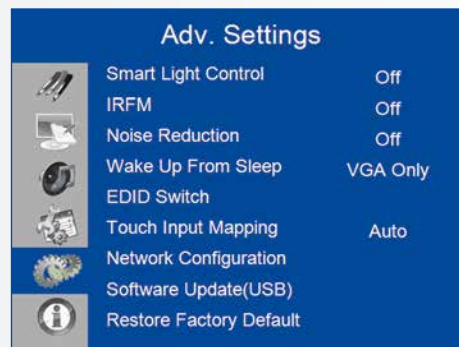 Adv. Settings
Smart Light Control Off
IRFM Off
Noise Reduction Off
Wake Up From Sleep VGA Only
EDID Switch
Touch Input Mapping Auto
Network Configuration
Software Update(USB)
Restore Factory Default